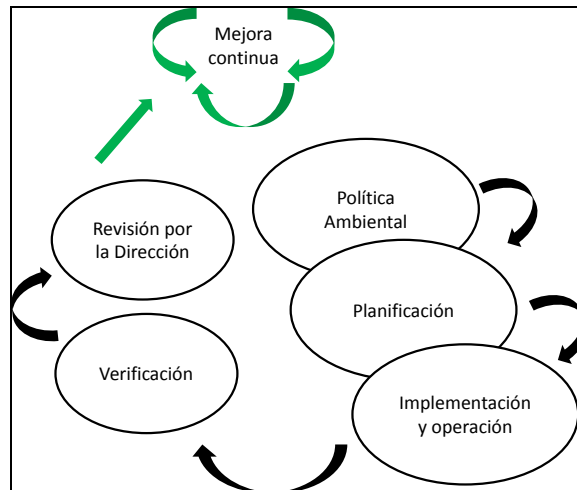 Mejora
continua
Política
Ambiental
Revisión por
la Dirección
Planificación
Verificación
Implementación
y operación